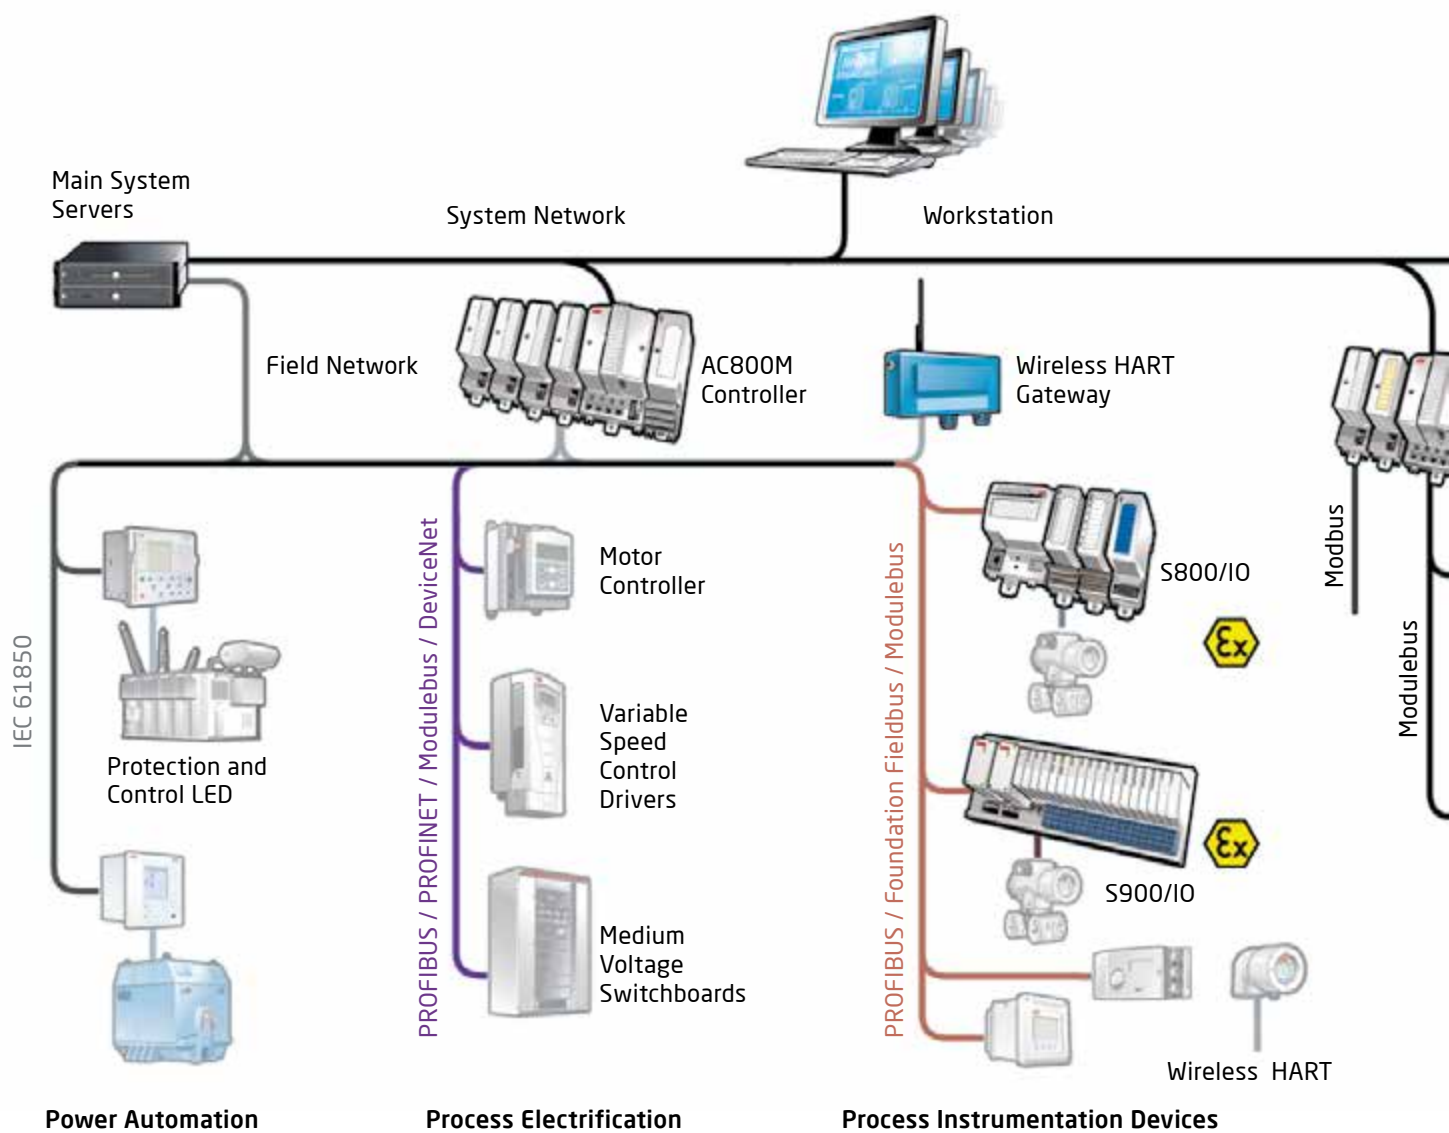 Main System
Servers
System Network
Workstation
Field Network
AC800M
Controller
Wireless HART
Gateway
IEC 61850
Protection and
Control LED
PROFIBUS / PROFINET / Modulebus / DeviceNet
Motor
Controller
Variable
Speed
Control
Drivers
Medium
Voltage
Switchboards
PROFIBUS / Foundation Fieldbus / Modulebus
S800/IO
Ex
S900/IO
Ex
Wireless HART
Modbus
Modulebus
Power Automation
Process Electrification
Process Instrumentation Devices